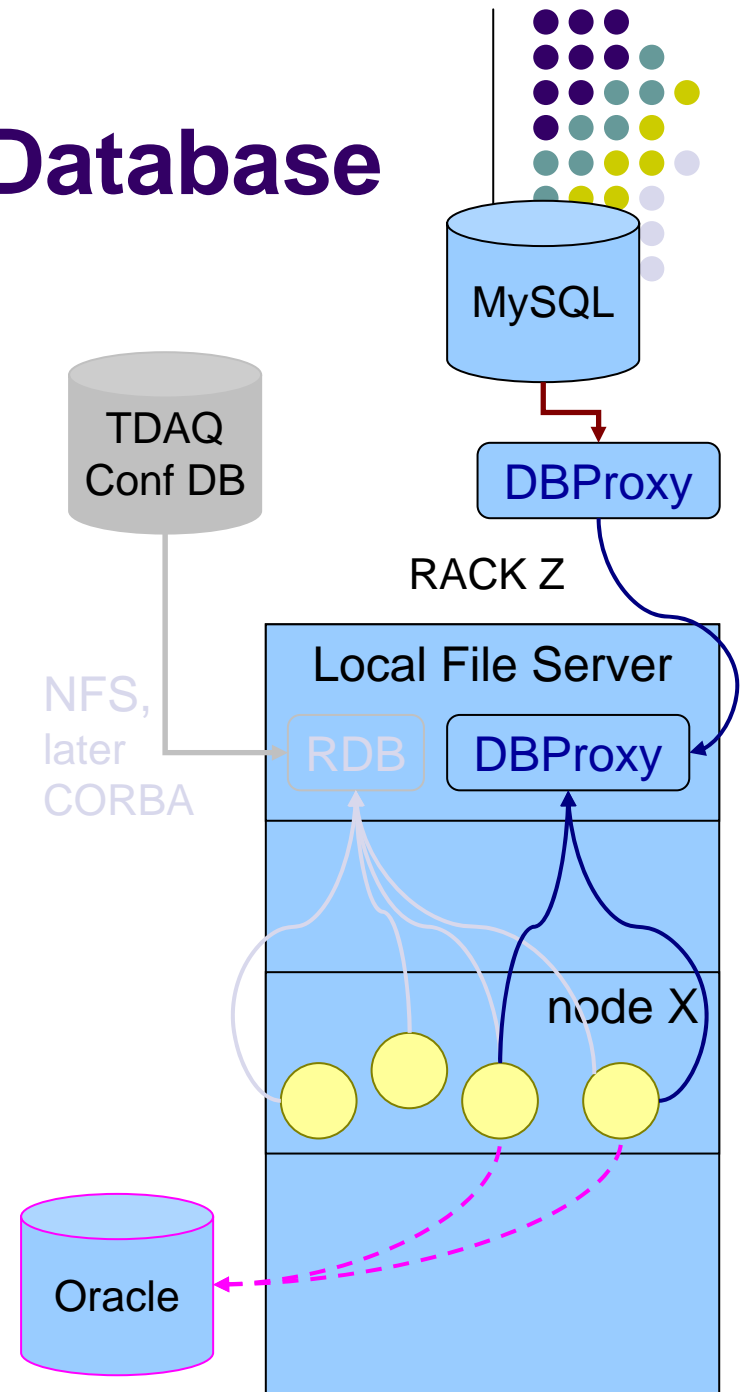 Database
MySQL
TDAQ
Conf DB
DBProxy
RACK Z
Local File Server
NFS,
later
CORBA
RDB
DBProxy
node X
Oracle